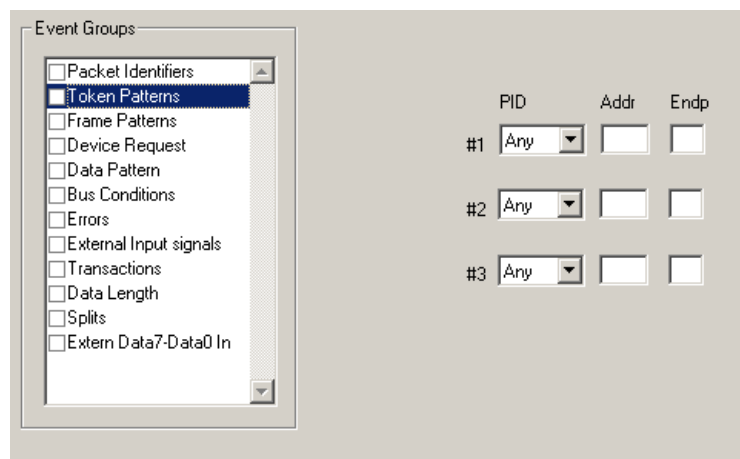 Event Groups
Packet Identifiers
Token Patterns
Frame Patterns
Device Request
Data Pattern
Bus Conditions
Errors
External Input signals
Transactions
Data Length
Splits
Extern Data7-Data0 In
PID Addr Endp
#1 Any
#2 Any
#3 Any